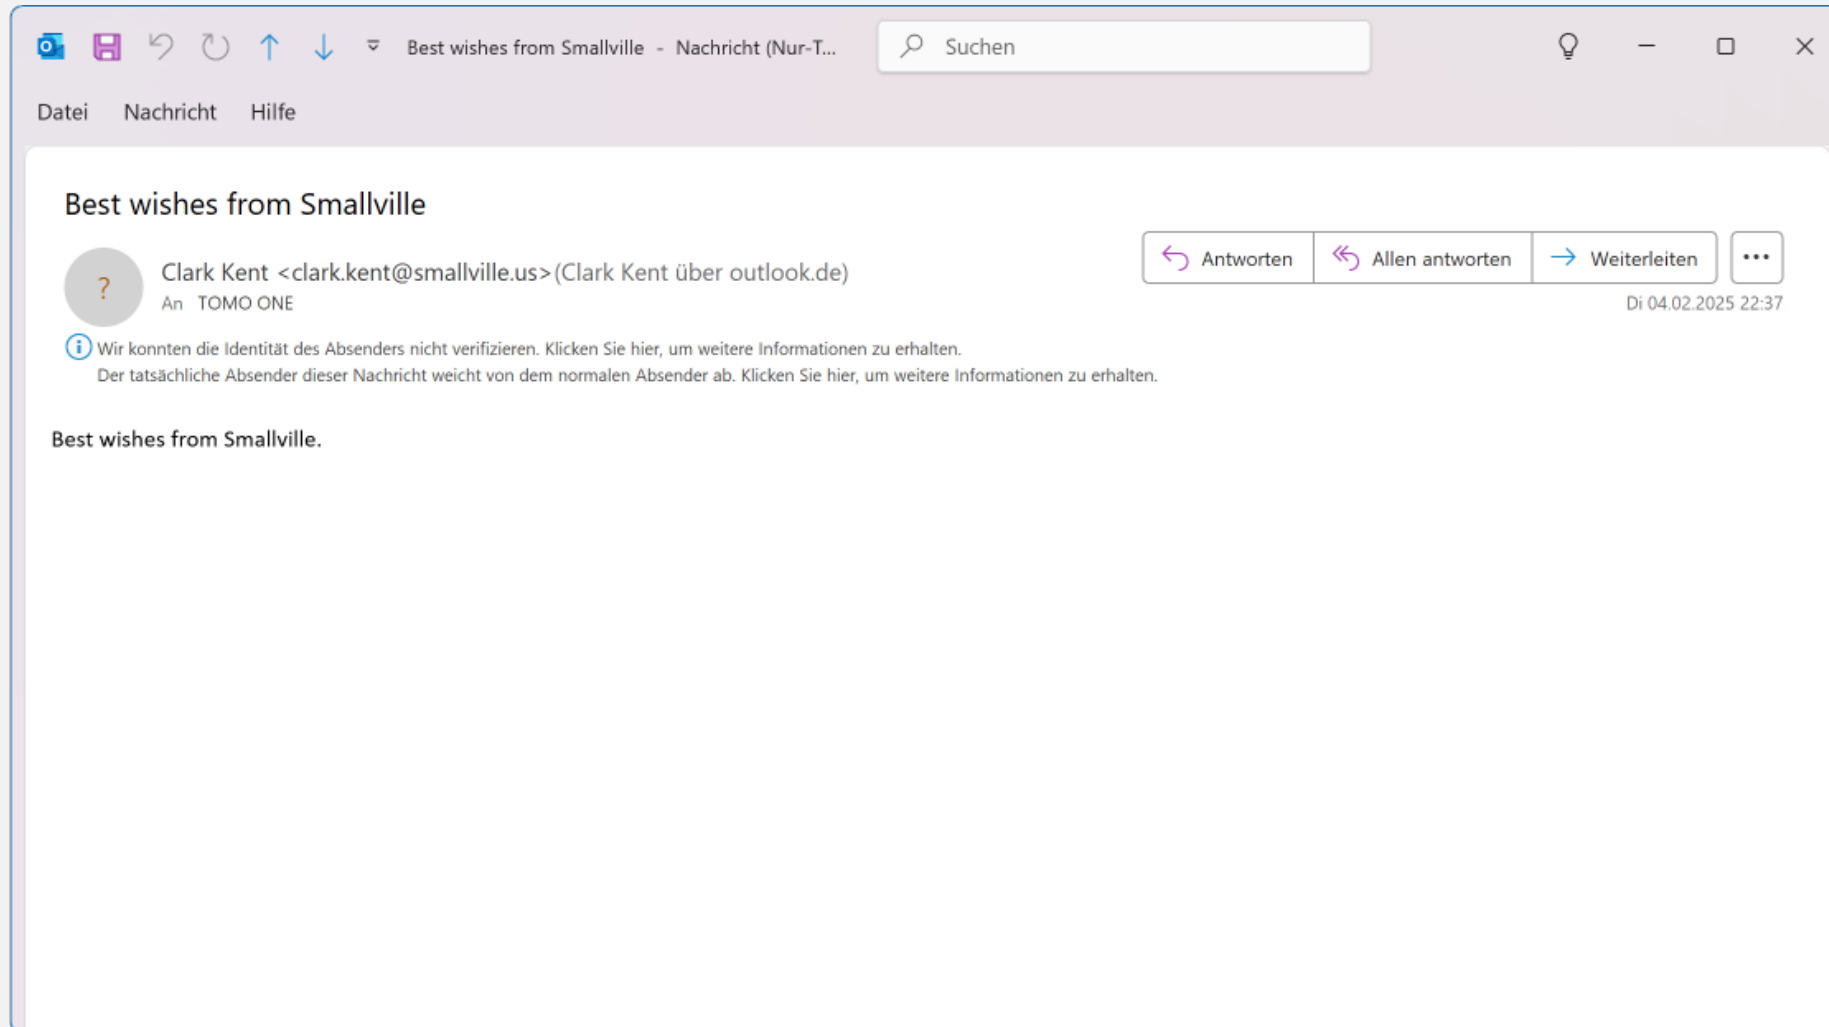 Best wishes from Smallville - Nachricht (Nur-T...
Suchen
Datei Nachricht Hilfe
Best wishes from Smallville
Antworten Allen antworten Weiterleiten
?
Clark Kent <clark.kent@smallville.us>(Clark Kent über outlook.de)
An TOMO ONE
Di 04.02.2025 22:37
Wir konnten die Identität des Absenders nicht verifizieren. Klicken Sie hier, um weitere Informationen zu erhalten.
Der tatsächliche Absender dieser Nachricht weicht von dem normalen Absender ab. Klicken Sie hier, um weitere Informationen zu erhalten.
Best wishes from Smallville.